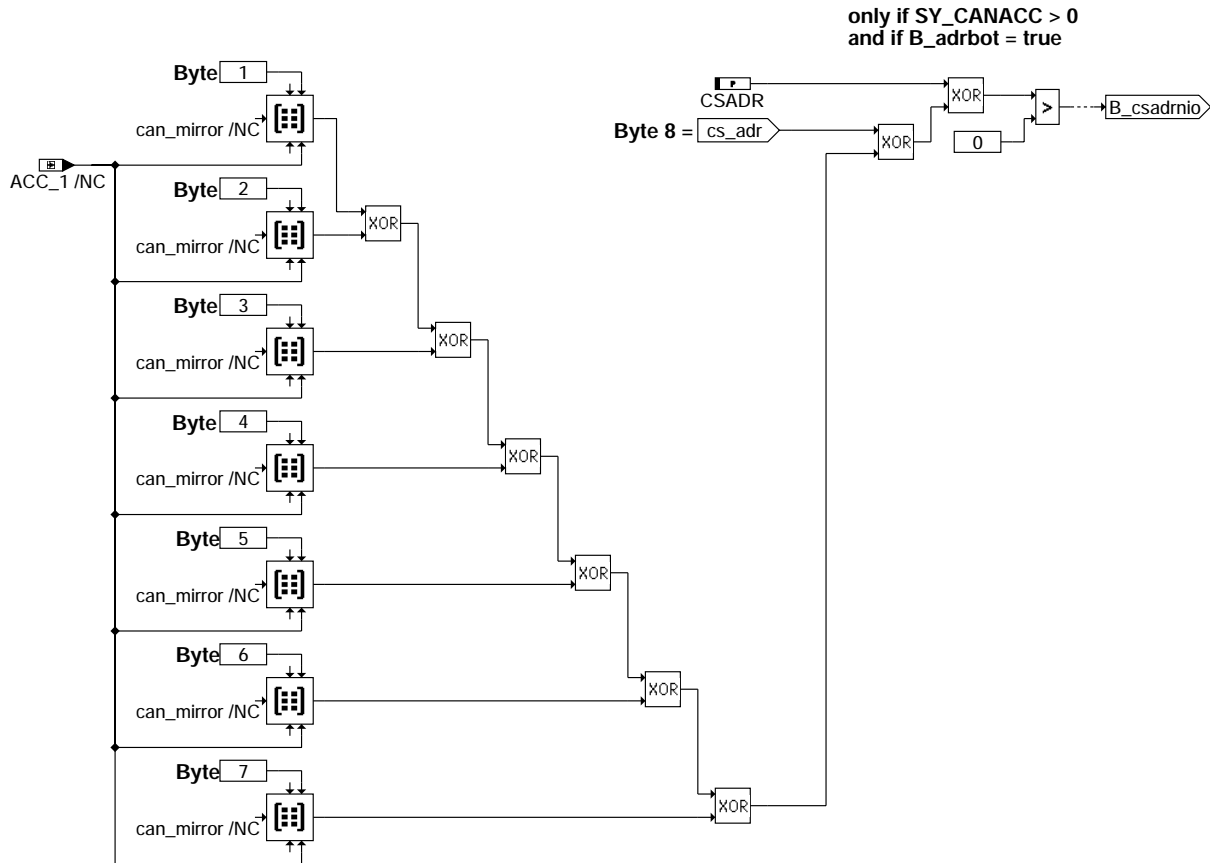 only if SY_CANACC > 0
and if B_adrbot = true
Byte 1
can_mirror /NC
ACC_1 /NC
P
CSADR
XOR
>
B_csadrnio
Byte 8 = cs_adr
XOR
0
Byte 2
can_mirror /NC
XOR
Byte 3
can_mirror /NC
XOR
Byte 4
can_mirror /NC
XOR
Byte 5
can_mirror /NC
XOR
Byte 6
can_mirror /NC
XOR
Byte 7
can_mirror /NC
XOR